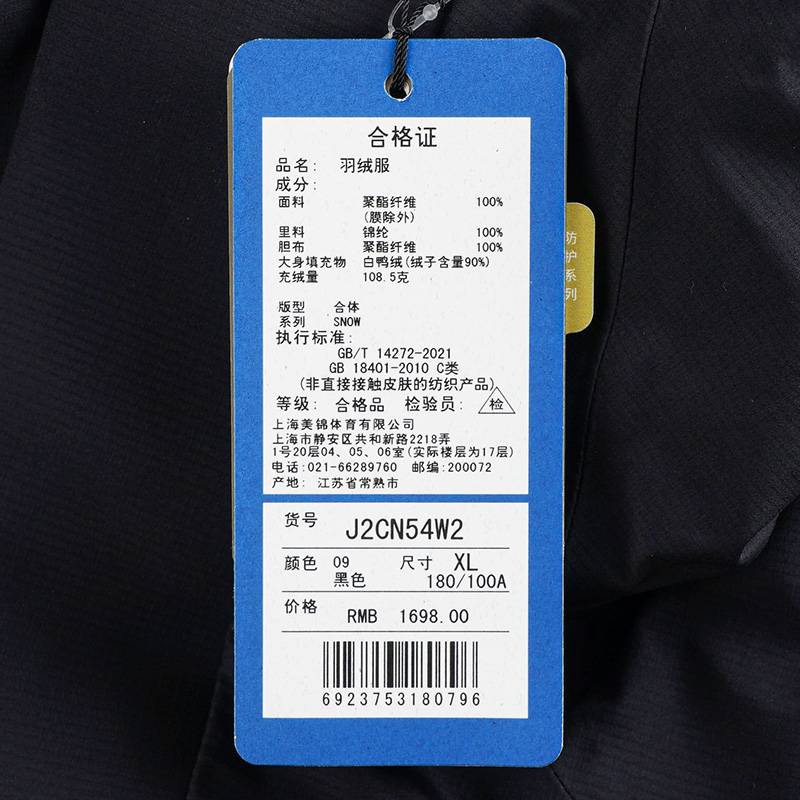 合格证
品名: 羽绒服
成分:
面料 聚酯纤维 100%
(膜除外)
里料 锦纶 100%
胆布 聚酯纤维 100%
大身填充物 白鸭绒(绒子含量90%)
充绒量 108.5克
版型 合体
系列 SNOW
执行标准:
GB/T 14272-2021
GB 18401-2010 C类
(非直接接触皮肤的纺织产品)
等级: 合格品 检验员: 检
上海美锦体育有限公司
上海市静安区共和新路2218弄
1号20层04、05、06室(实际楼层为17层)
电话:021-66289760 邮编:200072
产地: 江苏省常熟市
货号 J2CN54W2
颜色 09 尺寸 XL
黑色 180/100A
价格 RMB 1698.00
6923753180796
防护系列